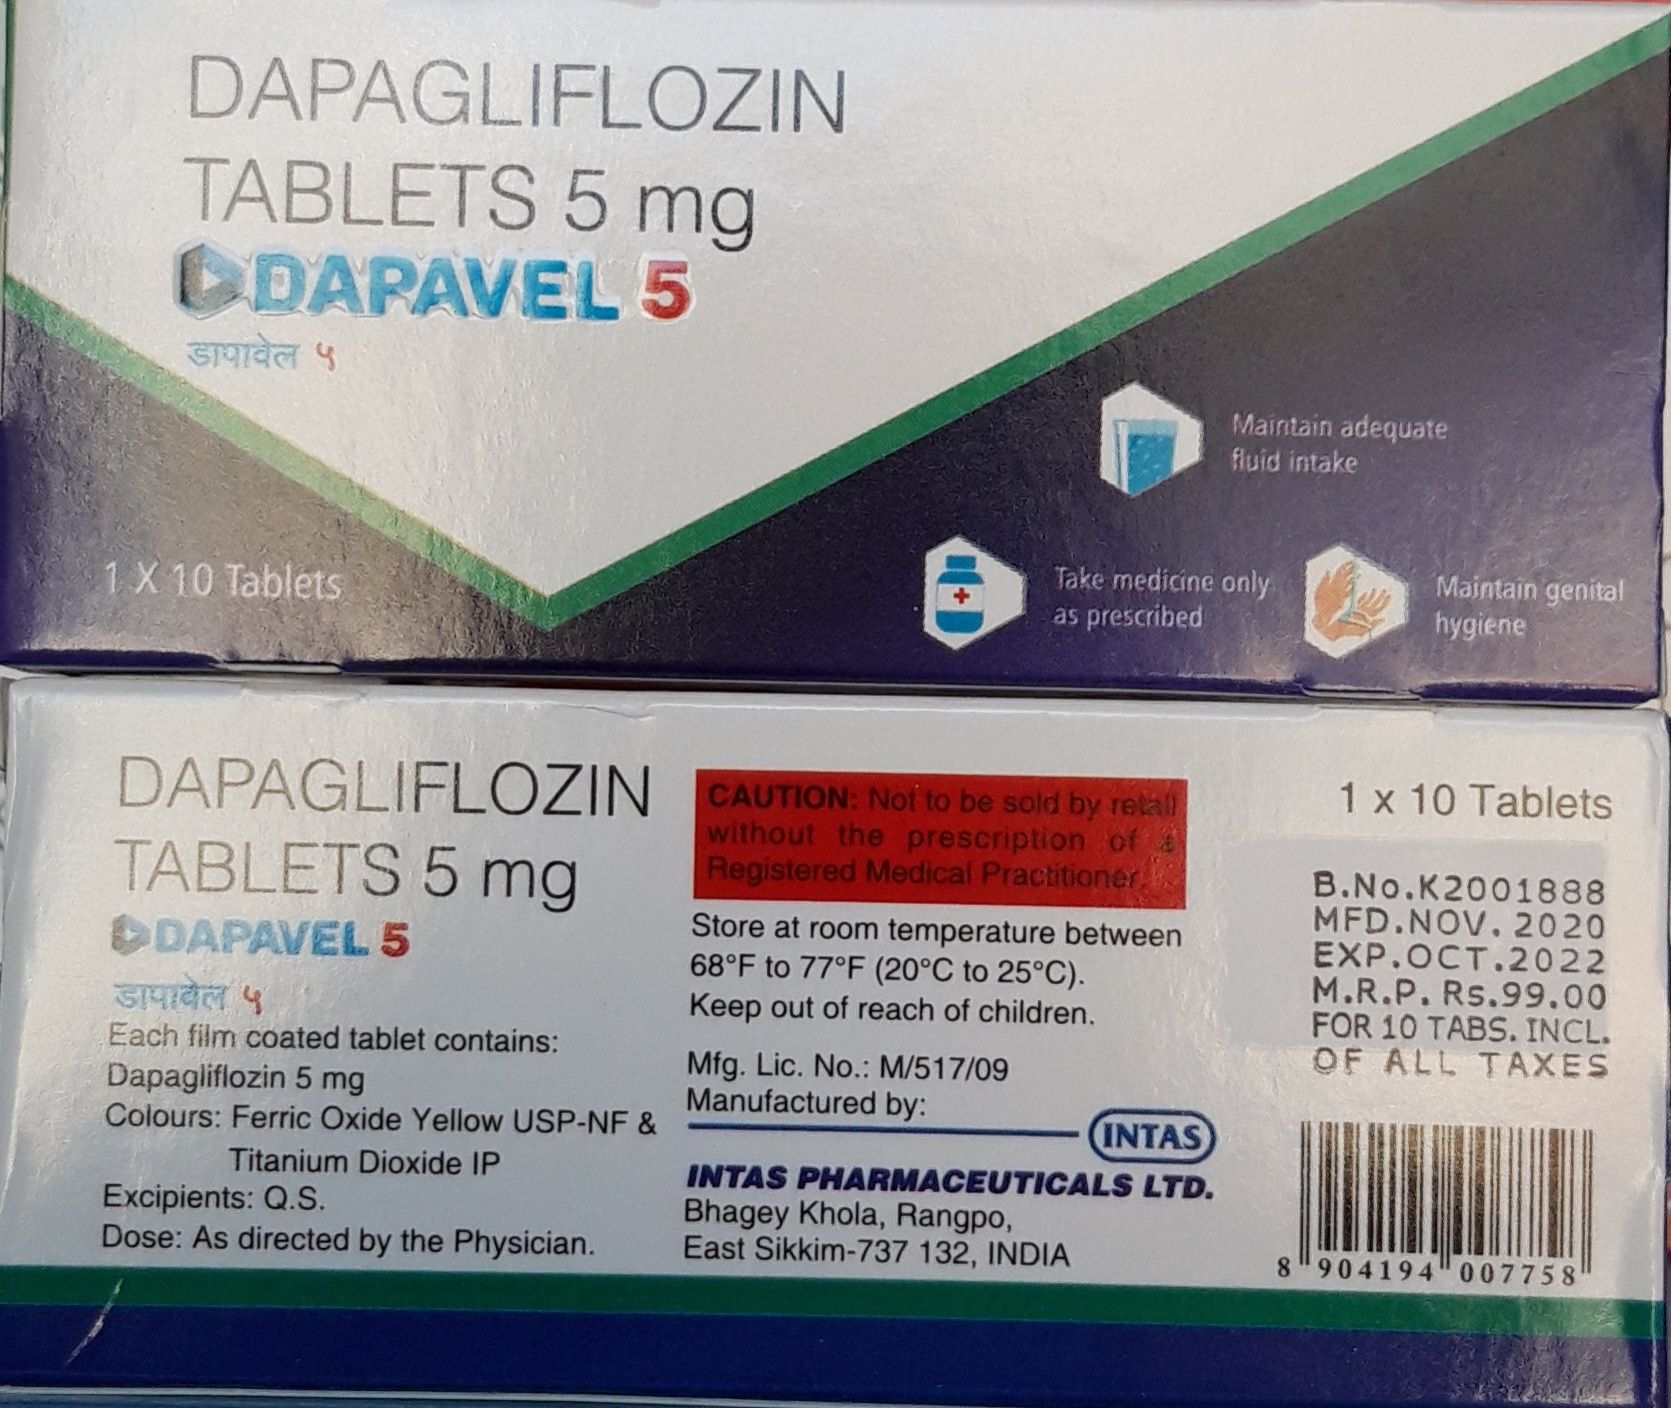 DAPAGLIFLOZIN
TABLETS 5 mg
DAPAVEL 5
डापावेल ५
Maintain adequate
fluid intake
1 X 10 Tablets
Take medicine only
as prescribed
Maintain genital
hygiene
DAPAGLIFLOZIN
TABLETS 5 mg
DAPAVEL 5
डापावेल ५
Each film coated tablet contains:
Dapagliflozin 5 mg
Colours: Ferric Oxide Yellow USP-NF &
Titanium Dioxide IP
Excipients: Q.S.
Dose: As directed by the Physician.
CAUTION: Not to be sold by retail
without the prescription of a
Registered Medical Practitioner.
Store at room temperature between
68°F to 77°F (20°C to 25°C).
Keep out of reach of children.
Mfg. Lic. No.: M/517/09
Manufactured by:
INTAS
INTAS PHARMACEUTICALS LTD.
Bhagey Khola, Rangpo,
East Sikkim-737 132, INDIA
1 x 10 Tablets
B.No.K2001888
MFD.NOV. 2020
EXP.OCT.2022
M.R.P. Rs.99.00
FOR 10 TABS. INCL.
OF ALL TAXES
8 904194 007758